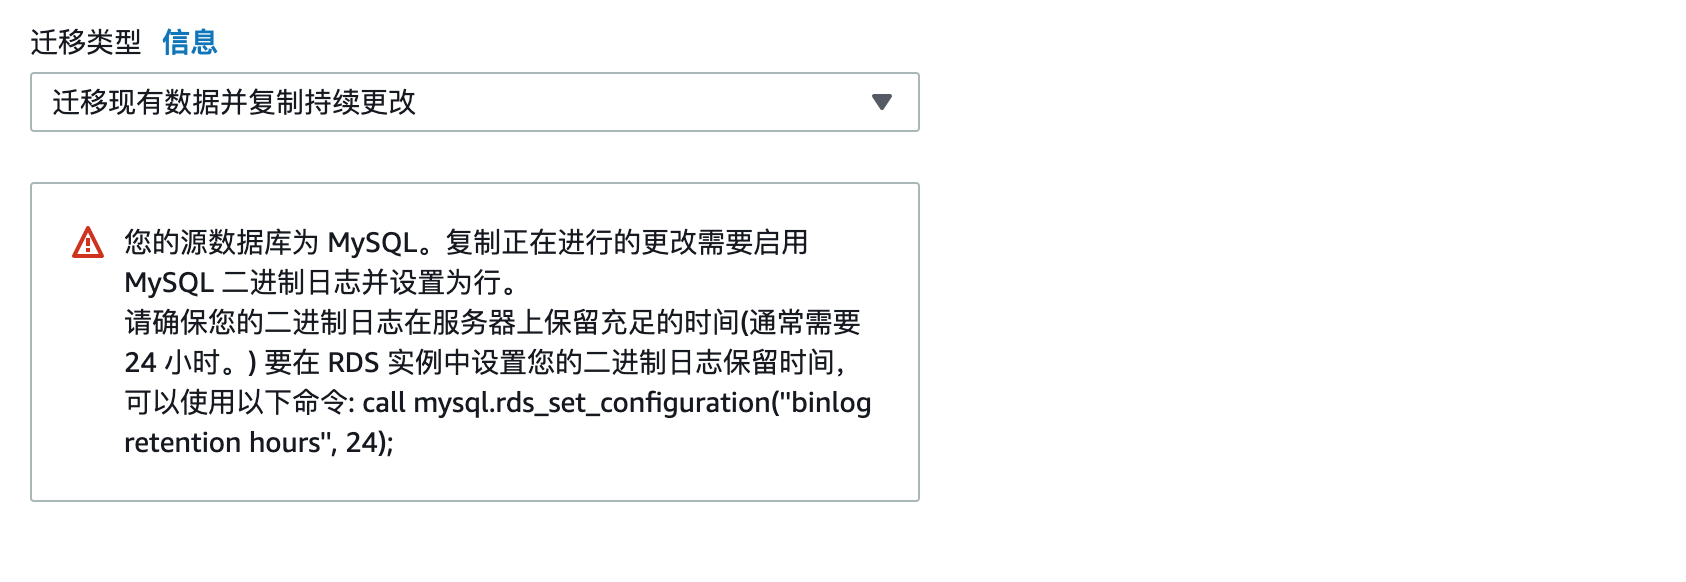 迁移类型 信息
迁移现有数据并复制持续更改
您的源数据库为 MySQL。复制正在进行的更改需要启用
MySQL 二进制日志并设置为行。
请确保您的二进制日志在服务器上保留充足的时间(通常需要
24 小时。) 要在 RDS 实例中设置您的二进制日志保留时间，
可以使用以下命令: call mysql.rds_set_configuration("binlog
retention hours", 24);